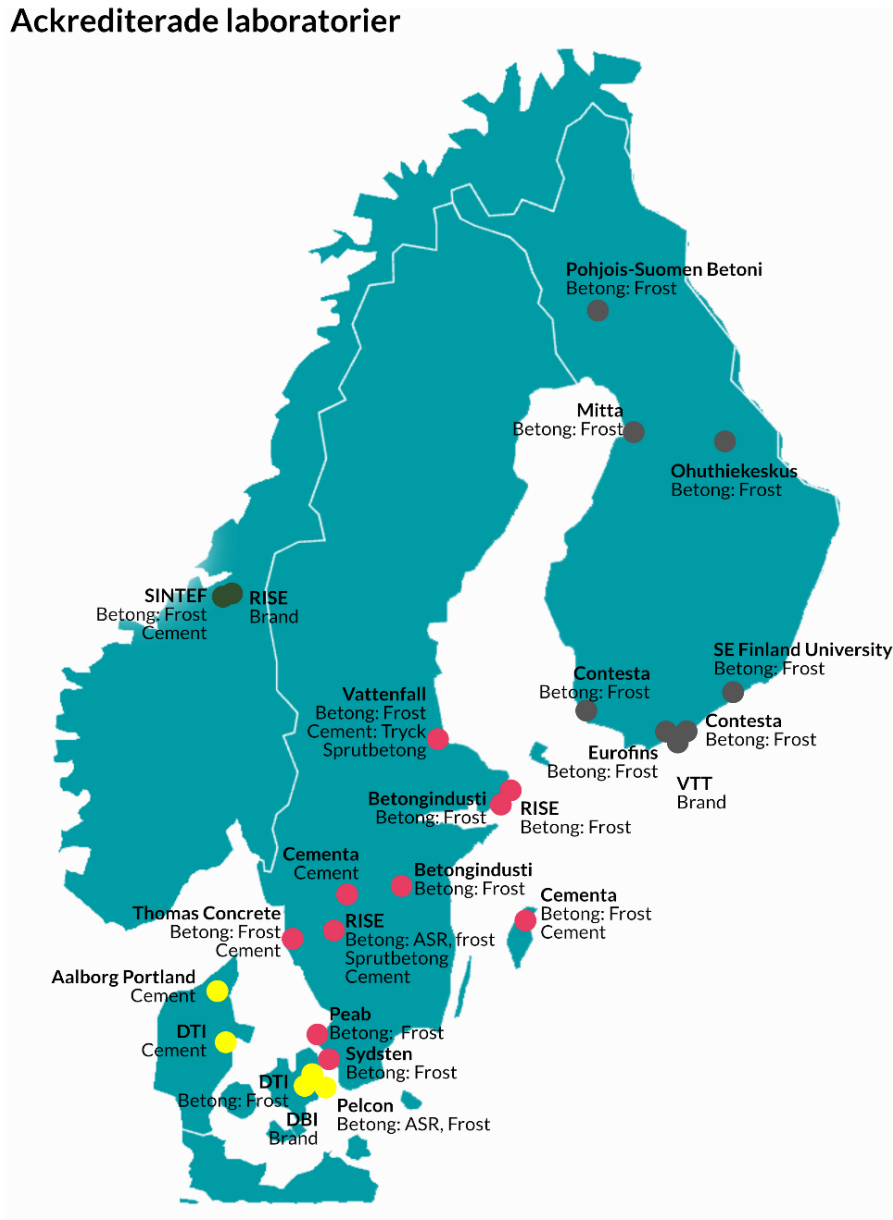 Ackrediterade laboratorier
Pohjois-Suomen Betoni
Betong: Frost
Mitta
Betong: Frost
Ohuthiekeskus
Betong: Frost
SINTEF
Betong: Frost
Cement
RISE
Brand
SE Finland University
Betong: Frost
Contesta
Betong: Frost
Vattenfall
Betong: Frost
Cement: Tryck
Sprutbetong
Contesta
Betong: Frost
Eurofins
Betong: Frost
VTT
Brand
Betongindusti
Betong: Frost
RISE
Betong: Frost
Cementa
Cement
Betongindusti
Betong: Frost
Cementa
Betong: Frost
Cement
Thomas Concrete
Betong: Frost
Cement
RISE
Betong: ASR, frost
Sprutbetong
Cement
Aalborg Portland
Cement
DTI
Cement
Peab
Betong: Frost
Sydsten
Betong: Frost
DTI
Betong: Frost
Pelcon
Betong: ASR, Frost
DBI
Brand